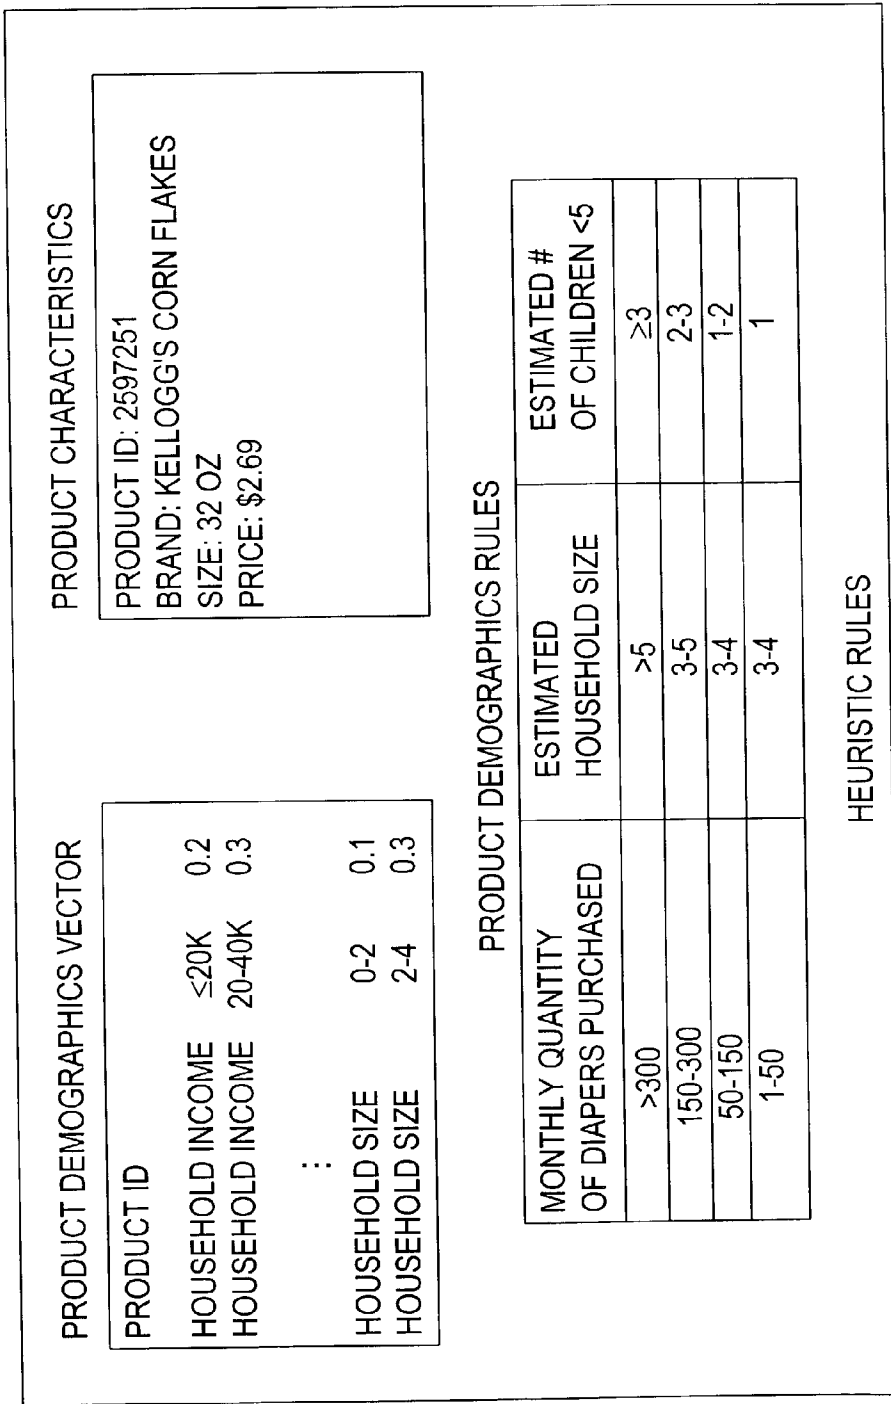 PRODUCT DEMOGRAPHICS VECTOR
PRODUCT ID
HOUSEHOLD INCOME ≤20K 0.2
HOUSEHOLD INCOME 20-40K 0.3
⋮
HOUSEHOLD SIZE 0-2 0.1
HOUSEHOLD SIZE 2-4 0.3
PRODUCT CHARACTERISTICS
PRODUCT ID: 2597251
BRAND: KELLOGG'S CORN FLAKES
SIZE: 32 OZ
PRICE: $2.69
PRODUCT DEMOGRAPHICS RULES
MONTHLY QUANTITY OF DIAPERS PURCHASED ESTIMATED HOUSEHOLD SIZE ESTIMATED # OF CHILDREN <5
>300 >5 ≥3
150-300 3-5 2-3
50-150 3-4 1-2
1-50 3-4 1
HEURISTIC RULES